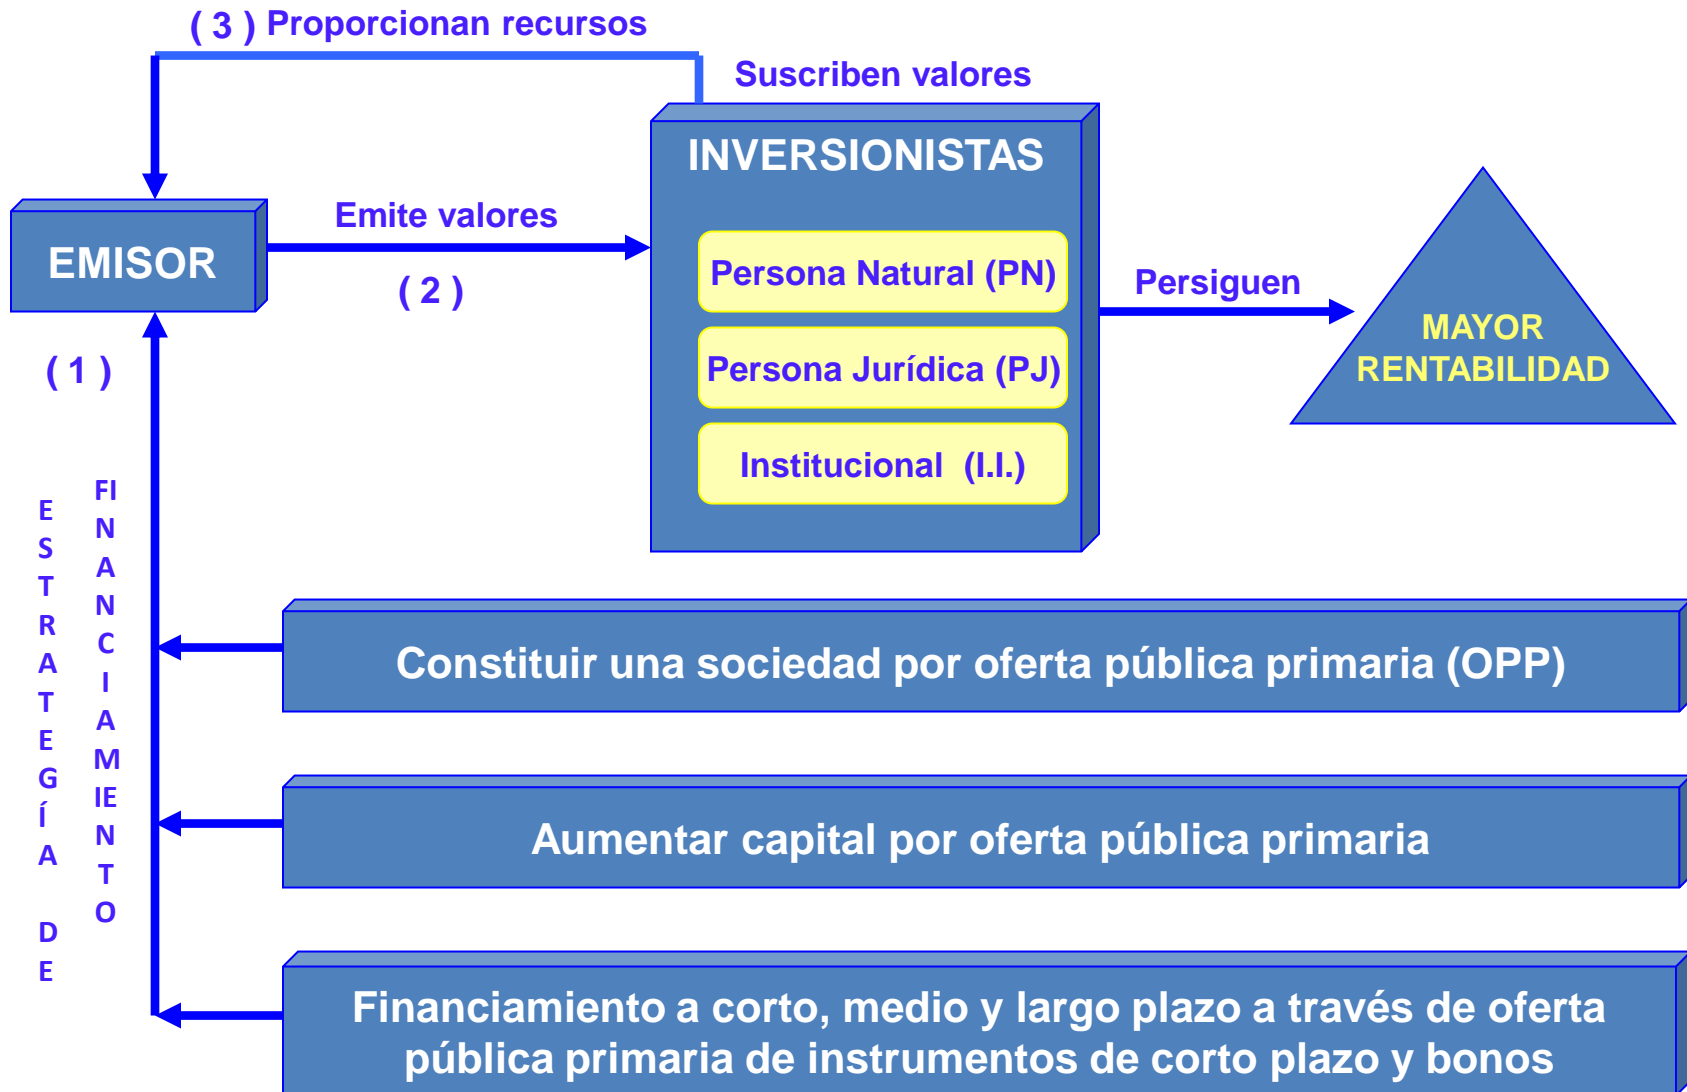 ( 3 ) Proporcionan recursos
Suscriben valores
INVERSIONISTAS
Emite valores
EMISOR
( 2 )
Persona Natural (PN)
Persiguen
Persona Jurídica (PJ)
MAYOR
RENTABILIDAD
( 1 )
Institucional (I.I.)
ESTRATEGÍA DE
FINANCIAMIENTO
Constituir una sociedad por oferta pública primaria (OPP)
Aumentar capital por oferta pública primaria
Financiamiento a corto, medio y largo plazo a través de oferta
pública primaria de instrumentos de corto plazo y bonos